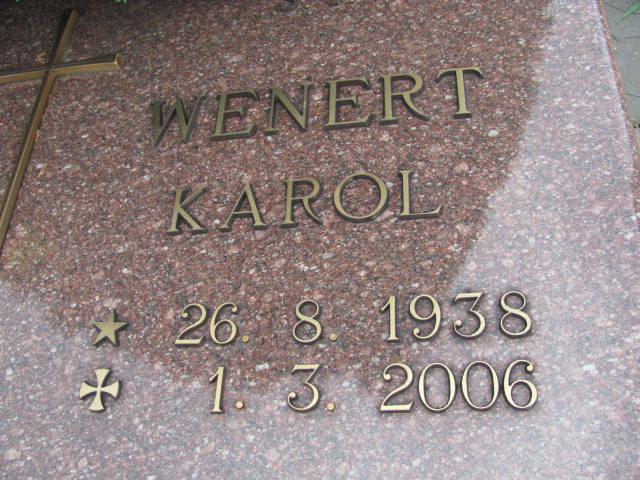 WENERT
KAROL
26. 8. 1938
1. 3. 2006